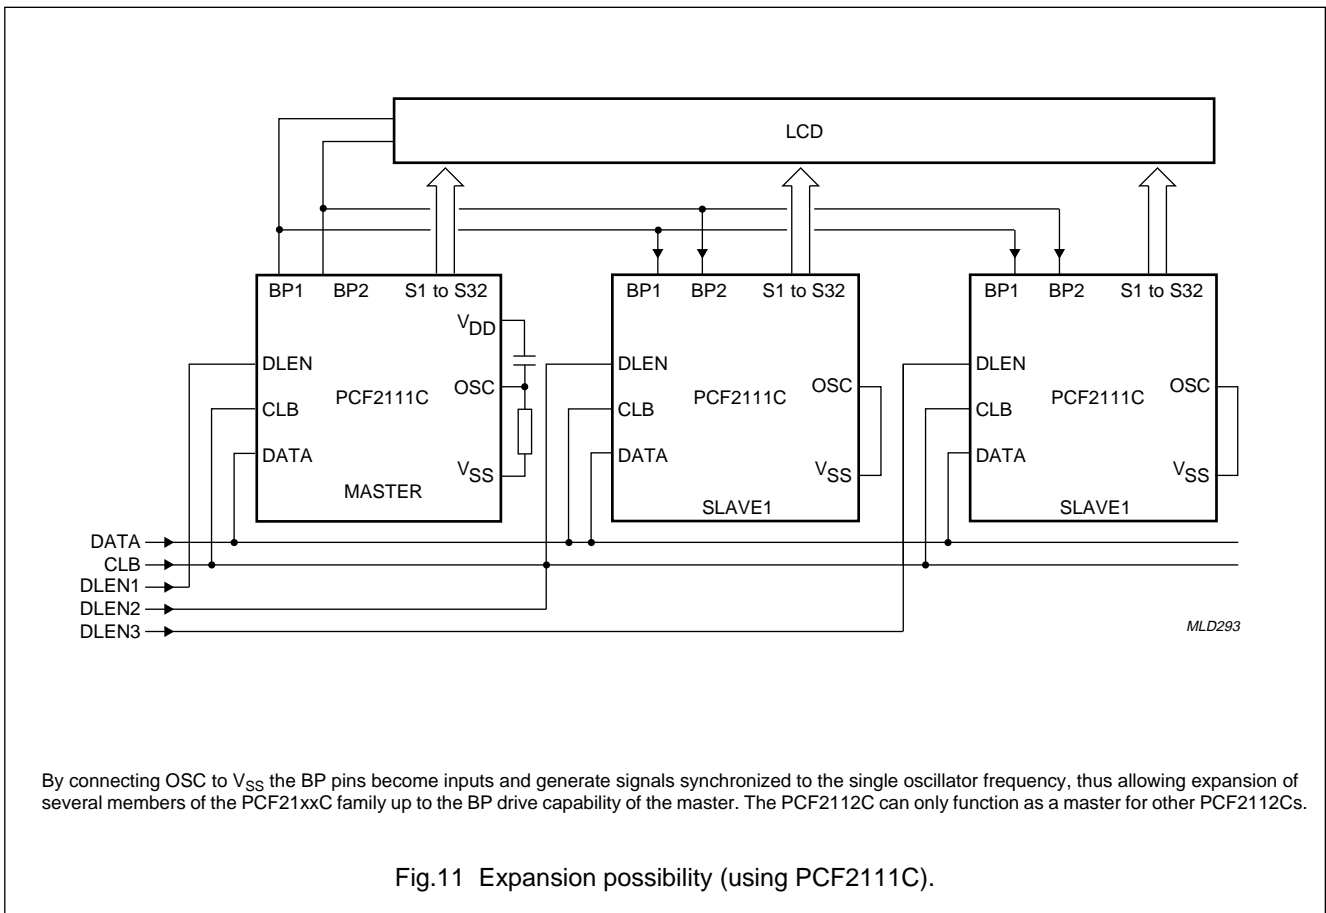 LCD
BP1 BP2 S1 to S32
BP1 BP2 S1 to S32
BP1 BP2 S1 to S32
VDD
DLEN
OSC
PCF2111C
CLB
DATA
VSS
MASTER
DLEN
OSC
PCF2111C
CLB
DATA
VSS
SLAVE1
DLEN
OSC
PCF2111C
CLB
DATA
VSS
SLAVE1
DATA
CLB
DLEN1
DLEN2
DLEN3
MLD293
By connecting OSC to VSS the BP pins become inputs and generate signals synchronized to the single oscillator frequency, thus allowing expansion of
several members of the PCF21xxC family up to the BP drive capability of the master. The PCF2112C can only function as a master for other PCF2112Cs.
Fig.11 Expansion possibility (using PCF2111C).